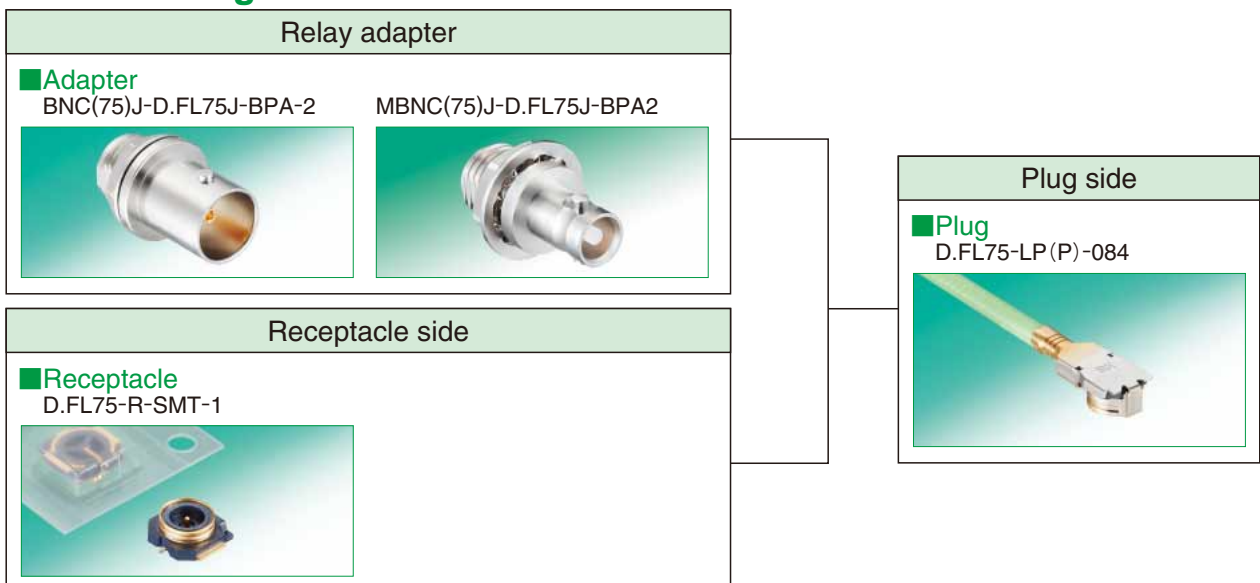 Relay adapter
■Adapter
BNC(75)J-D.FL75J-BPA-2
MBNC(75)J-D.FL75J-BPA2
Receptacle side
■Receptacle
D.FL75-R-SMT-1
Plug side
■Plug
D.FL75-LP(P)-084